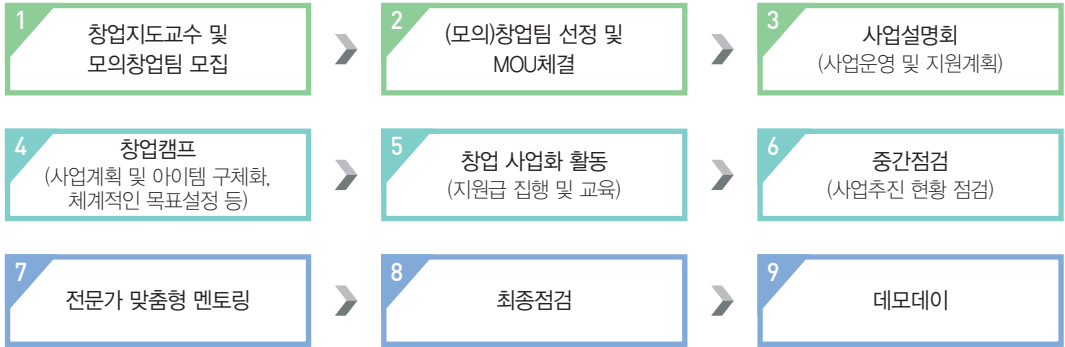 1
창업지도교수 및
모의창업팀 모집
2
(모의)창업팀 선정 및
MOU체결
3
사업설명회
(사업운영 및 지원계획)
4
창업캠프
(사업계획 및 아이템 구체화,
체계적인 목표설정 등)
5
창업 사업화 활동
(지원급 집행 및 교육)
6
중간점검
(사업추진 현황 점검)
7
전문가 맞춤형 멘토링
8
최종점검
9
데모데이